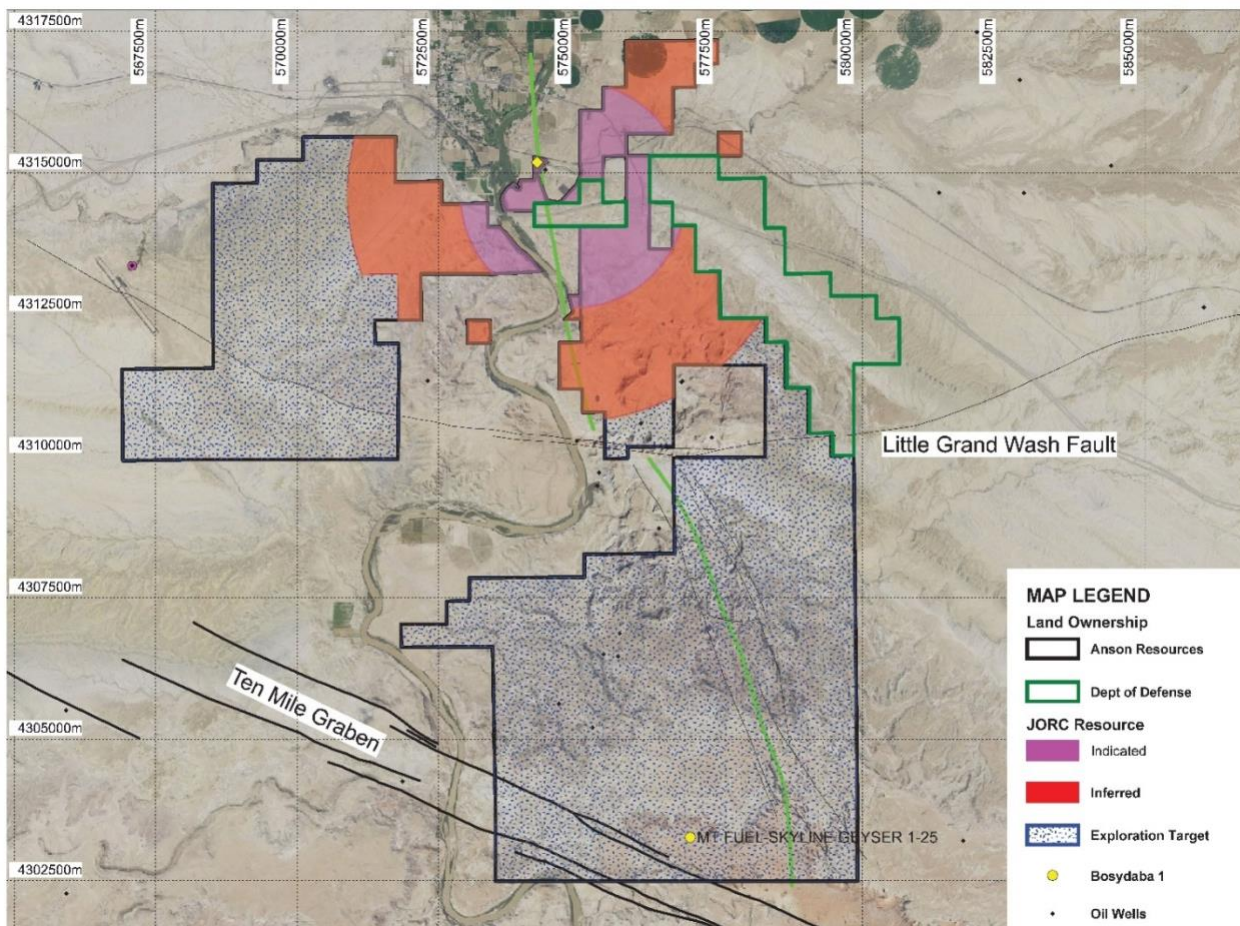 4317500m
567500m
570000m
572500m
575000m
577500m
580000m
582500m
585000m
4315000m
4312500m
4310000m
Little Grand Wash Fault
4307500m
Ten Mile Graben
4305000m
MT FUEL-SKYLINE GEYSER 1-25
4302500m
MAP LEGEND
Land Ownership
Anson Resources
Dept of Defense
JORC Resource
Indicated
Inferred
Exploration Target
Bosydaba 1
Oil Wells